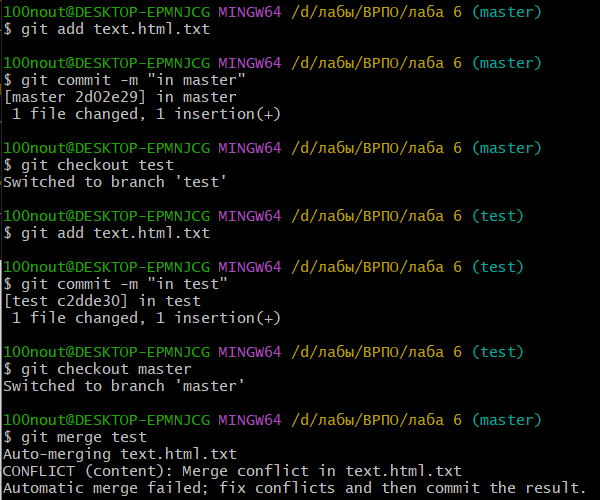 100nout@DESKTOP-EPMNJCG MINGW64 /d/лабы/ВРПО/лаба 6 (master)
$ git add text.html.txt
100nout@DESKTOP-EPMNJCG MINGW64 /d/лабы/ВРПО/лаба 6 (master)
$ git commit -m "in master"
[master 2d02e29] in master
1 file changed, 1 insertion(+)
100nout@DESKTOP-EPMNJCG MINGW64 /d/лабы/ВРПО/лаба 6 (master)
$ git checkout test
Switched to branch 'test'
100nout@DESKTOP-EPMNJCG MINGW64 /d/лабы/ВРПО/лаба 6 (test)
$ git add text.html.txt
100nout@DESKTOP-EPMNJCG MINGW64 /d/лабы/ВРПО/лаба 6 (test)
$ git commit -m "in test"
[test c2dde30] in test
1 file changed, 1 insertion(+)
100nout@DESKTOP-EPMNJCG MINGW64 /d/лабы/ВРПО/лаба 6 (test)
$ git checkout master
Switched to branch 'master'
100nout@DESKTOP-EPMNJCG MINGW64 /d/лабы/ВРПО/лаба 6 (master)
$ git merge test
Auto-merging text.html.txt
CONFLICT (content): Merge conflict in text.html.txt
Automatic merge failed; fix conflicts and then commit the result.